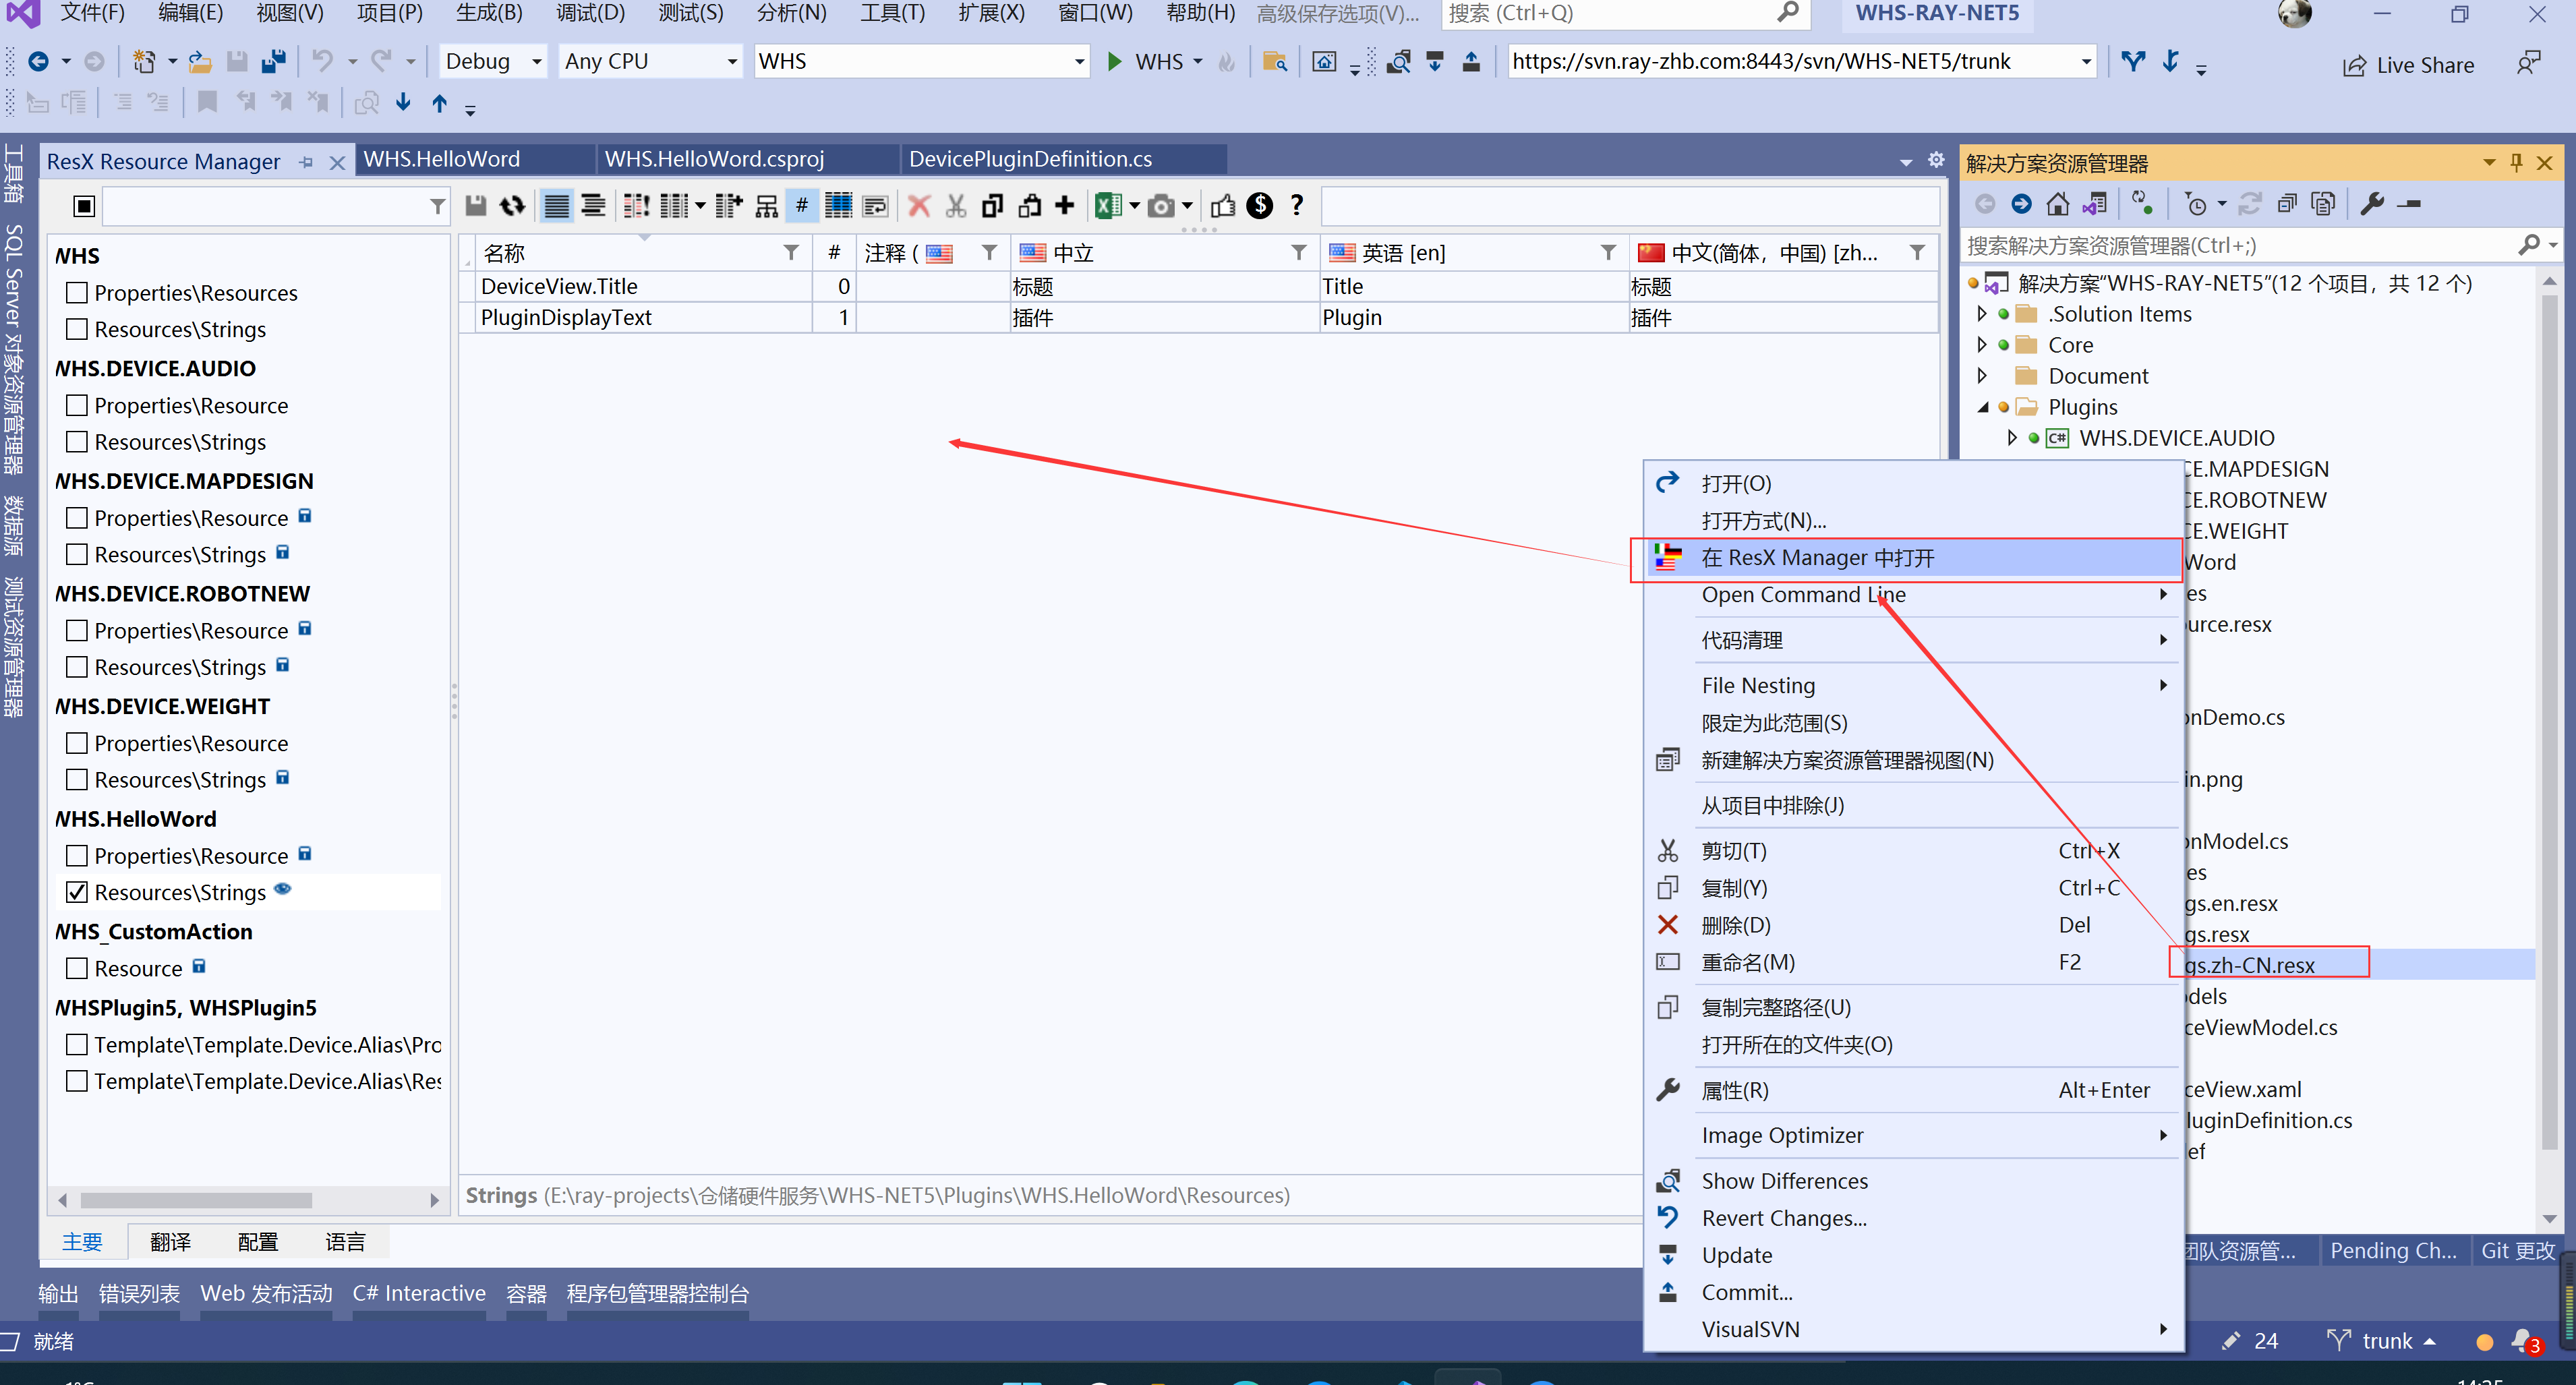 文件(F) 编辑(E) 视图(V) 项目(P) 生成(B) 调试(D) 测试(S) 分析(N) 工具(T) 扩展(X) 窗口(W) 帮助(H) 高级保存选项(V)... 搜索 (Ctrl+Q) WHS-RAY-NET5
Debug Any CPU WHS WHS https://svn.ray-zhb.com:8443/svn/WHS-NET5/trunk Live Share
工具箱
SQL Server 对象资源管理器
数据源
测试资源管理器
ResX Resource Manager WHS.HelloWord WHS.HelloWord.csproj DevicePluginDefinition.cs
WHS
Properties\Resources
Resources\Strings
WHS.DEVICE.AUDIO
Properties\Resource
Resources\Strings
WHS.DEVICE.MAPDESIGN
Properties\Resource
Resources\Strings
WHS.DEVICE.ROBOTNEW
Properties\Resource
Resources\Strings
WHS.DEVICE.WEIGHT
Properties\Resource
Resources\Strings
WHS.HelloWord
Properties\Resource
Resources\Strings
WHS_CustomAction
Resource
WHSPlugin5, WHSPlugin5
Template\Template.Device.Alias\Pro
Template\Template.Device.Alias\Res
主要 翻译 配置 语言
名称 # 注释 ( 中立 英语 [en] 中文(简体，中国) [zh...
DeviceView.Title 0 标题 Title 标题
PluginDisplayText 1 插件 Plugin 插件
Strings (E:\ray-projects\仓储硬件服务\WHS-NET5\Plugins\WHS.HelloWord\Resources)
打开(O)
打开方式(N)...
在 ResX Manager 中打开
Open Command Line
代码清理
File Nesting
限定为此范围(S)
新建解决方案资源管理器视图(N)
从项目中排除(J)
剪切(T) Ctrl+X
复制(Y) Ctrl+C
删除(D) Del
重命名(M) F2
复制完整路径(U)
打开所在的文件夹(O)
属性(R) Alt+Enter
Image Optimizer
Show Differences
Revert Changes...
Update
Commit...
VisualSVN
解决方案资源管理器
搜索解决方案资源管理器(Ctrl+;)
解决方案“WHS-RAY-NET5”(12 个项目，共 12 个)
.Solution Items
Core
Document
Plugins
C# WHS.DEVICE.AUDIO
CE.MAPDESIGN
CE.ROBOTNEW
CE.WEIGHT
Word
es
urce.resx
onDemo.cs
in.png
onModel.cs
es
gs.en.resx
gs.resx
gs.zh-CN.resx
dels
ceViewModel.cs
ceView.xaml
luginDefinition.cs
ef
团队资源管... Pending Ch... Git 更改
输出 错误列表 Web 发布活动 C# Interactive 容器 程序包管理器控制台
就绪 24 trunk 3